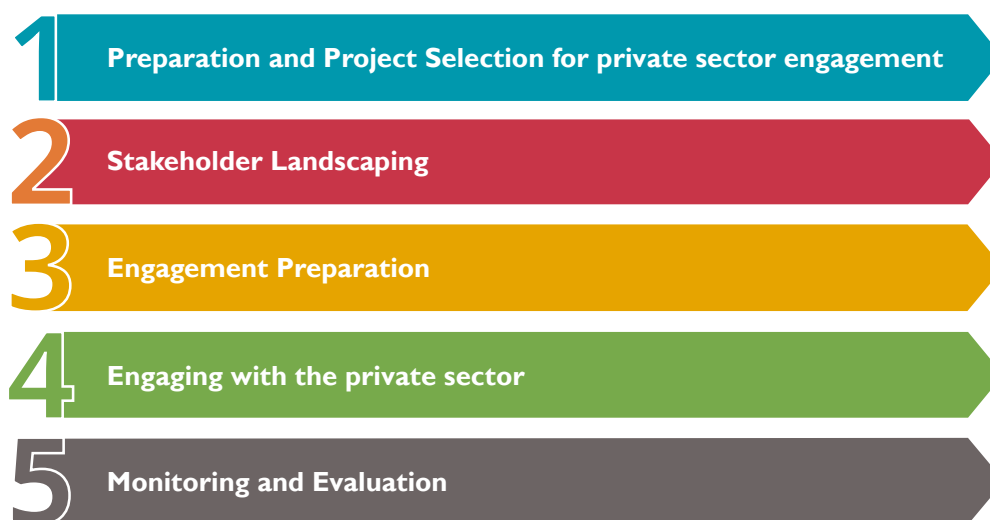 1 Preparation and Project Selection for private sector engagement
2 Stakeholder Landscaping
3 Engagement Preparation
4 Engaging with the private sector
5 Monitoring and Evaluation